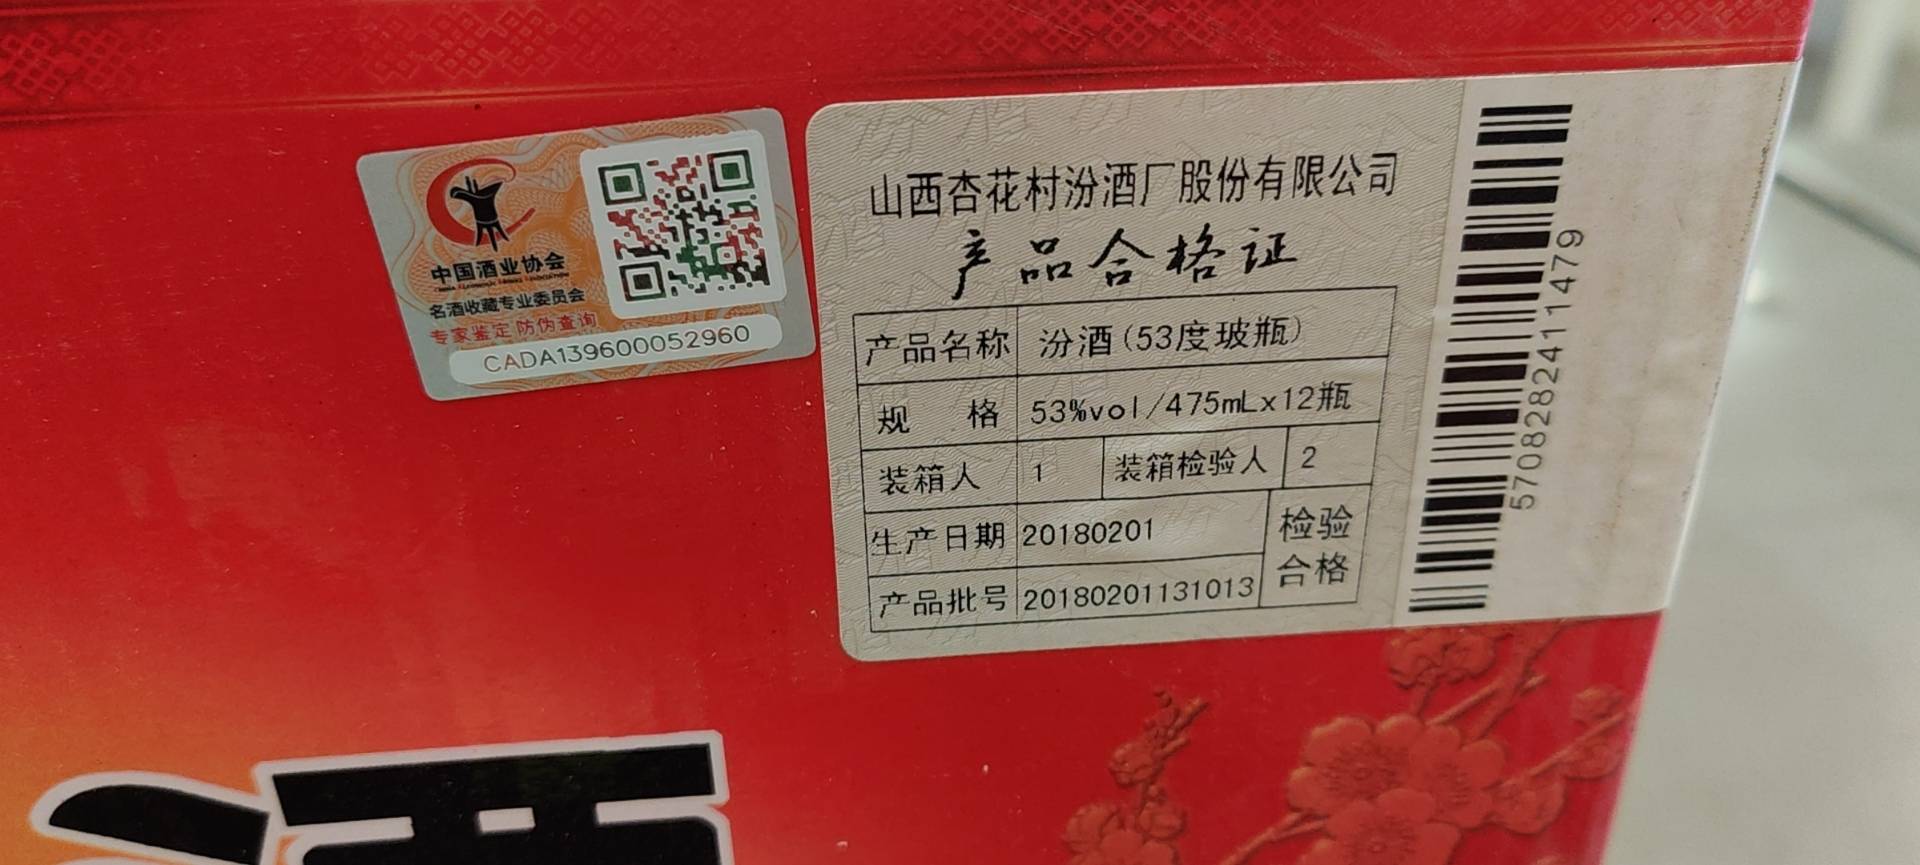 中国酒业协会
名酒收藏专业委员会
专家鉴定 防伪查询
CADA139600052960
山西杏花村汾酒厂股份有限公司
产品合格证
产品名称 汾酒(53度玻瓶)
规 格 53%vol/475mLx12瓶
装箱人 1 装箱检验人 2
生产日期 20180201 检验
产品批号 20180201131013 合格
5708282411479
酒